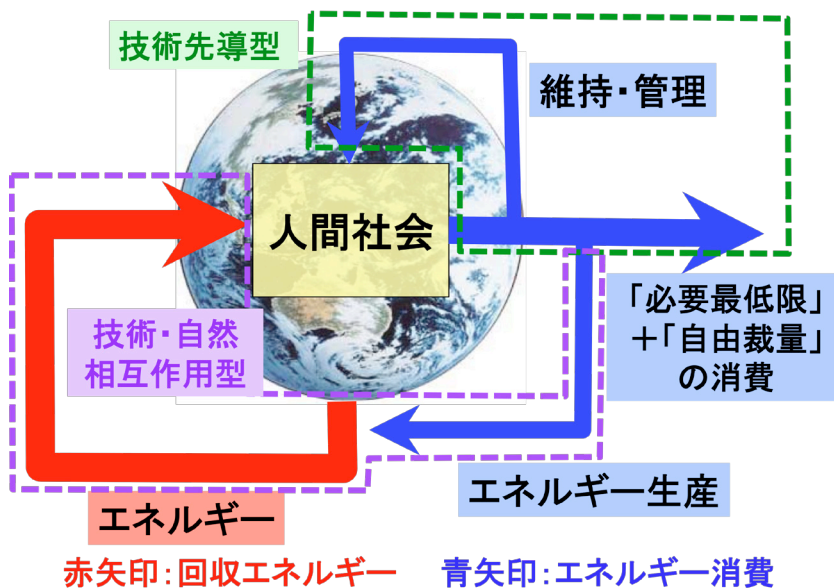 技術先導型
維持・管理
人間社会
「必要最低限」
＋「自由裁量」
の消費
技術・自然
相互作用型
エネルギー生産
エネルギー
赤矢印：回収エネルギー
青矢印：エネルギー消費